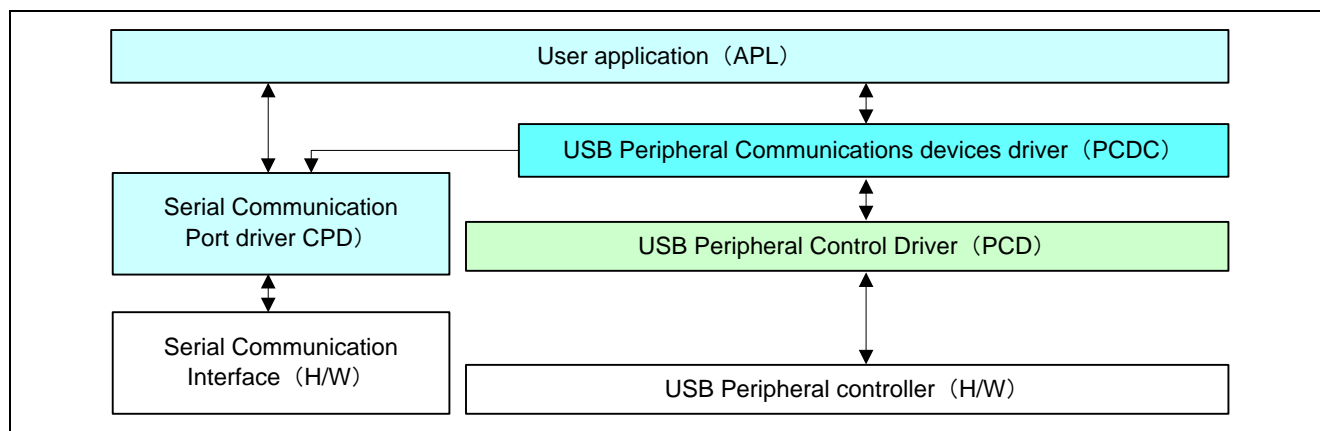 User application（APL）
USB Peripheral Communications devices driver（PCDC）
Serial Communication
Port driver CPD）
USB Peripheral Control Driver（PCD）
Serial Communication
Interface（H/W）
USB Peripheral controller（H/W）